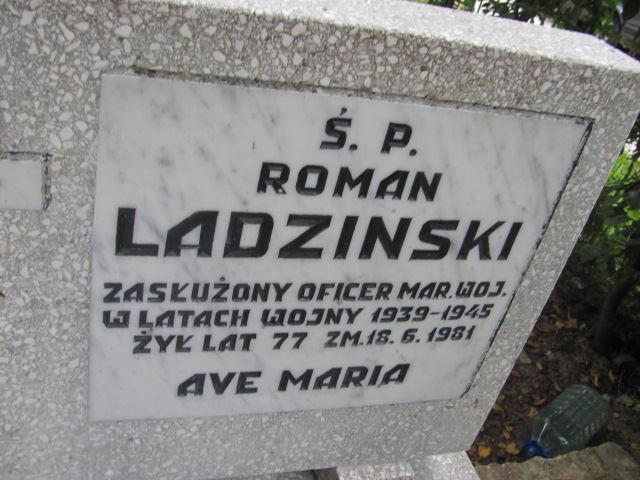 Ś. P.
ROMAN
LADZINSKI
ZASŁUŻONY OFICER MAR. WOJ.
W LATACH WOJNY 1939-1945
ŻYŁ LAT 77 ZM. 18. 6. 1981
AVE MARIA